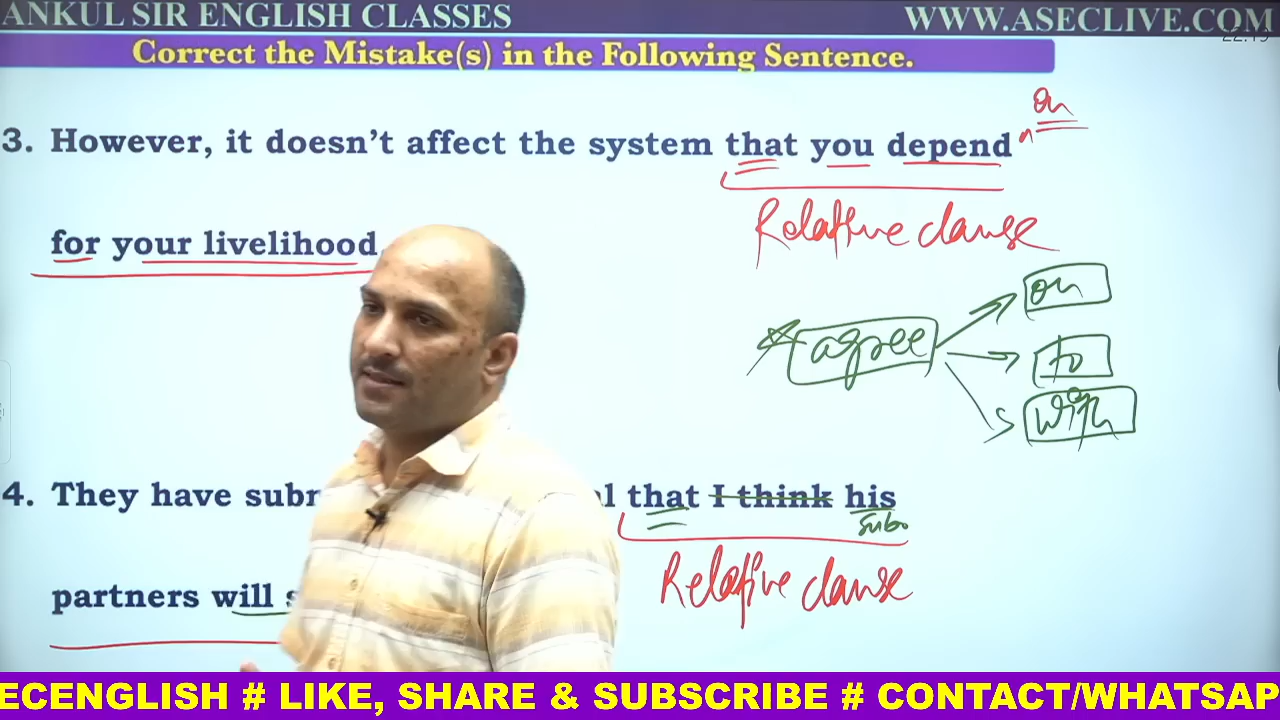 ANKUL SIR ENGLISH CLASSES
WWW.ASECLIVE.COM
Correct the Mistake(s) in the Following Sentence.
on
3. However, it doesn't affect the system that you depend
for your livelihood
Relative clause
agree
on
to
with
4. They have that I think his
subo
partners will
Relative clause
ECENGLISH # LIKE, SHARE & SUBSCRIBE # CONTACT/WHATSAP